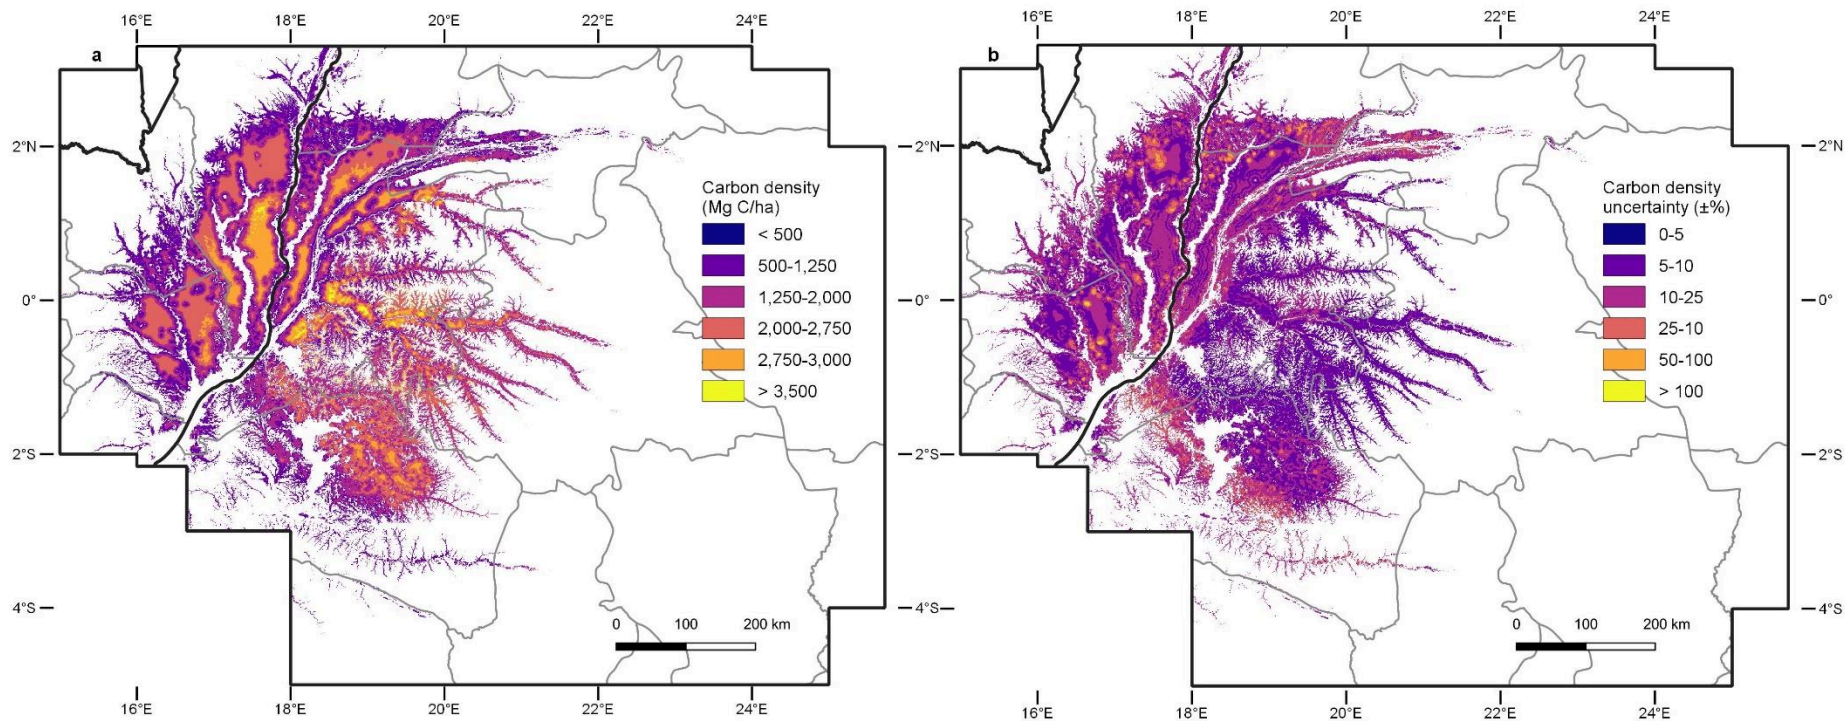 16°E 18°E 20°E 22°E 24°E
16°E 18°E 20°E 22°E 24°E
a
b
2°N
2°N
2°N
Carbon density
(Mg C/ha)
< 500
500-1,250
1,250-2,000
2,000-2,750
2,750-3,000
> 3,500
Carbon density
uncertainty (±%)
0-5
5-10
10-25
25-10
50-100
> 100
0°
0°
0°
2°S
2°S
2°S
4°S
4°S
4°S
0 100 200 km
0 100 200 km
16°E 18°E 20°E 22°E 24°E
16°E 18°E 20°E 22°E 24°E